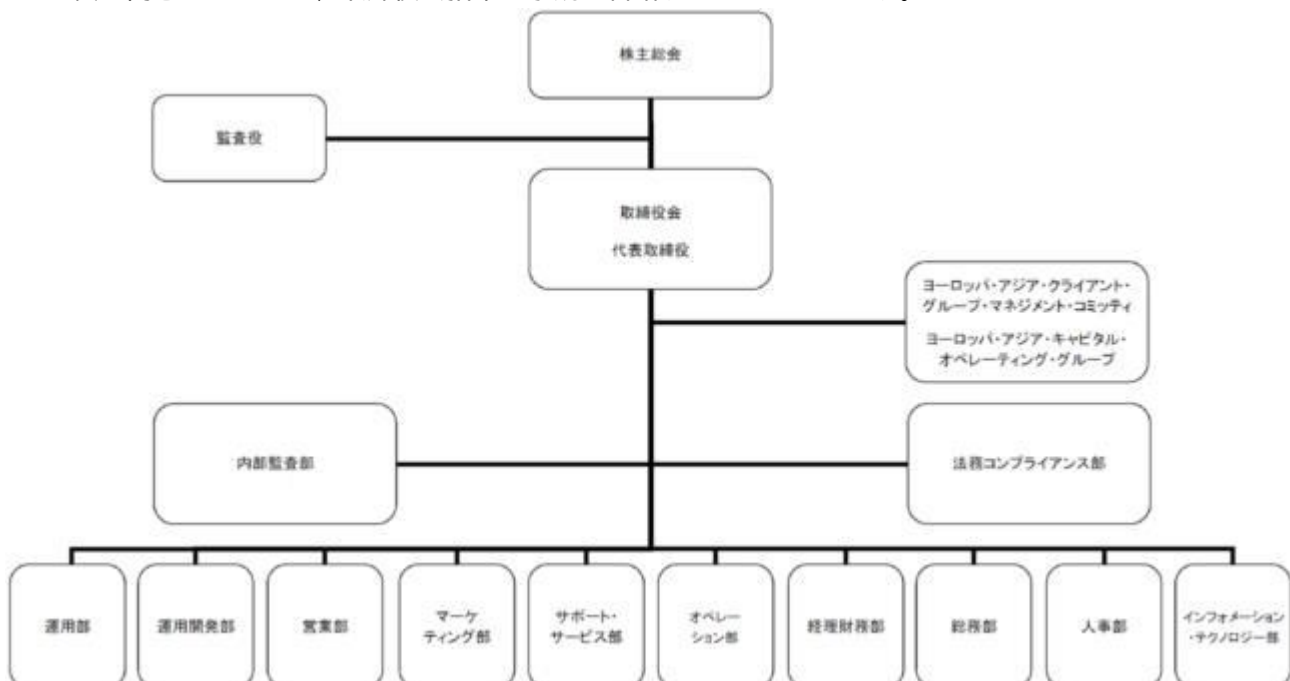 株主総会
監査役
取締役会
代表取締役
ヨーロッパ・アジア・クライアント・
グループ・マネジメント・コミッティ
ヨーロッパ・アジア・キャピタル・
オペレーティング・グループ
内部監査部
法務コンプライアンス部
運用部
運用開発部
営業部
マーケ
ティング部
サポート・
サービス部
オペレー
ション部
経理財務部
総務部
人事部
インフォメーション
・テクノロジー部